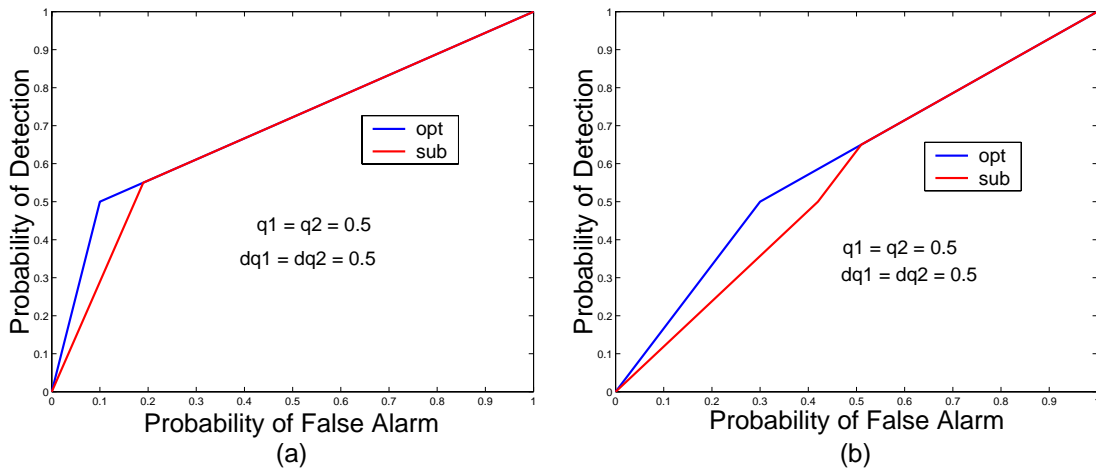 1
0.9
0.8
0.7
0.6
0.5
0.4
0.3
0.2
0.1
0
Probability of Detection
opt
sub
q1 = q2 = 0.5
dq1 = dq2 = 0.5
0 0.1 0.2 0.3 0.4 0.5 0.6 0.7 0.8 0.9 1
Probability of False Alarm
(a)
1
0.9
0.8
0.7
0.6
0.5
0.4
0.3
0.2
0.1
0
Probability of Detection
opt
sub
q1 = q2 = 0.5
dq1 = dq2 = 0.5
0 0.1 0.2 0.3 0.4 0.5 0.6 0.7 0.8 0.9 1
Probability of False Alarm
(b)